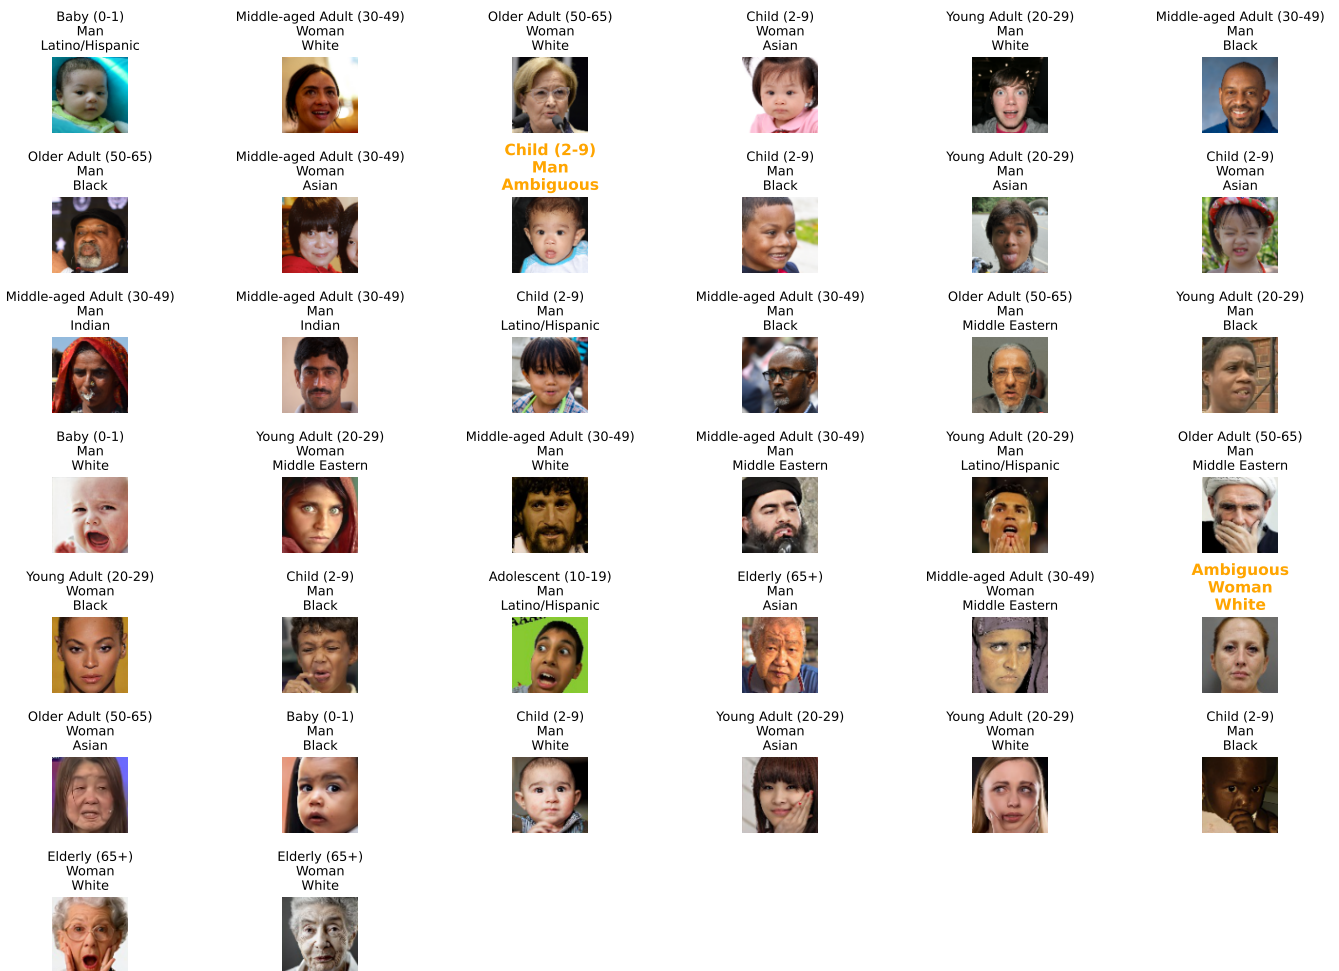 Baby (0-1)
Man
Latino/Hispanic
Middle-aged Adult (30-49)
Woman
White
Older Adult (50-65)
Woman
White
Child (2-9)
Woman
Asian
Young Adult (20-29)
Man
White
Middle-aged Adult (30-49)
Man
Black
Older Adult (50-65)
Man
Black
Middle-aged Adult (30-49)
Woman
Asian
Child (2-9)
Man
Ambiguous
Child (2-9)
Man
Black
Young Adult (20-29)
Man
Asian
Child (2-9)
Woman
Asian
Middle-aged Adult (30-49)
Man
Indian
Middle-aged Adult (30-49)
Man
Indian
Child (2-9)
Man
Latino/Hispanic
Middle-aged Adult (30-49)
Man
Black
Older Adult (50-65)
Man
Middle Eastern
Young Adult (20-29)
Man
Black
Baby (0-1)
Man
White
Young Adult (20-29)
Woman
Middle Eastern
Middle-aged Adult (30-49)
Man
White
Middle-aged Adult (30-49)
Man
Middle Eastern
Young Adult (20-29)
Man
Latino/Hispanic
Older Adult (50-65)
Man
Middle Eastern
Young Adult (20-29)
Woman
Black
Child (2-9)
Man
Black
Adolescent (10-19)
Man
Latino/Hispanic
Elderly (65+)
Man
Asian
Middle-aged Adult (30-49)
Woman
Middle Eastern
Ambiguous
Woman
White
Older Adult (50-65)
Woman
Asian
Baby (0-1)
Man
Black
Child (2-9)
Man
White
Young Adult (20-29)
Woman
Asian
Young Adult (20-29)
Woman
White
Child (2-9)
Man
Black
Elderly (65+)
Woman
White
Elderly (65+)
Woman
White